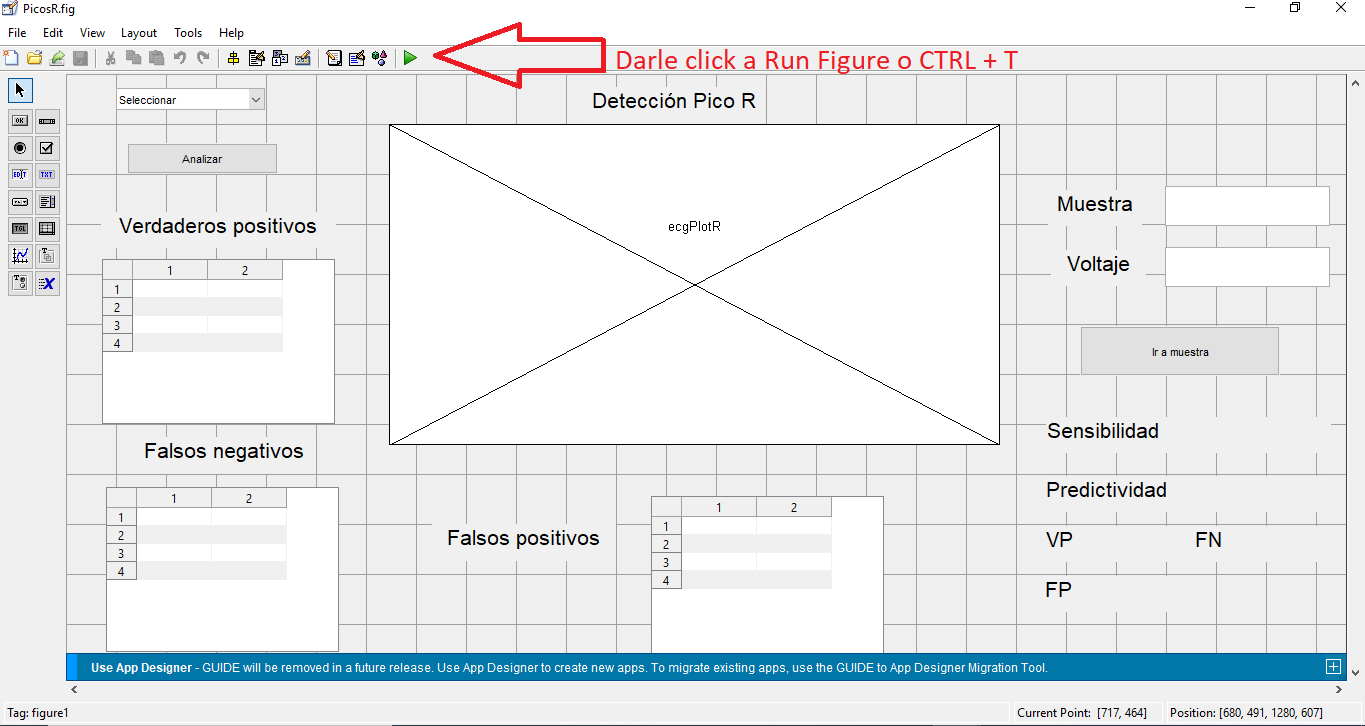 PicosR.fig
File Edit View Layout Tools Help
Darle click a Run Figure o CTRL + T
Seleccionar
Detección Pico R
Analizar
ecgPlotR
Muestra
Verdaderos positivos
Voltaje
1 2
1
2
3
4
Ir a muestra
Sensibilidad
Falsos negativos
Predictividad
1 2
1
2
3
4
Falsos positivos
1 2
1
2
3
4
VP FN
FP
Use App Designer - GUIDE will be removed in a future release. Use App Designer to create new apps. To migrate existing apps, use the GUIDE to App Designer Migration Tool.
Tag: figure1 Current Point: [717, 464] Position: [680, 491, 1280, 607]